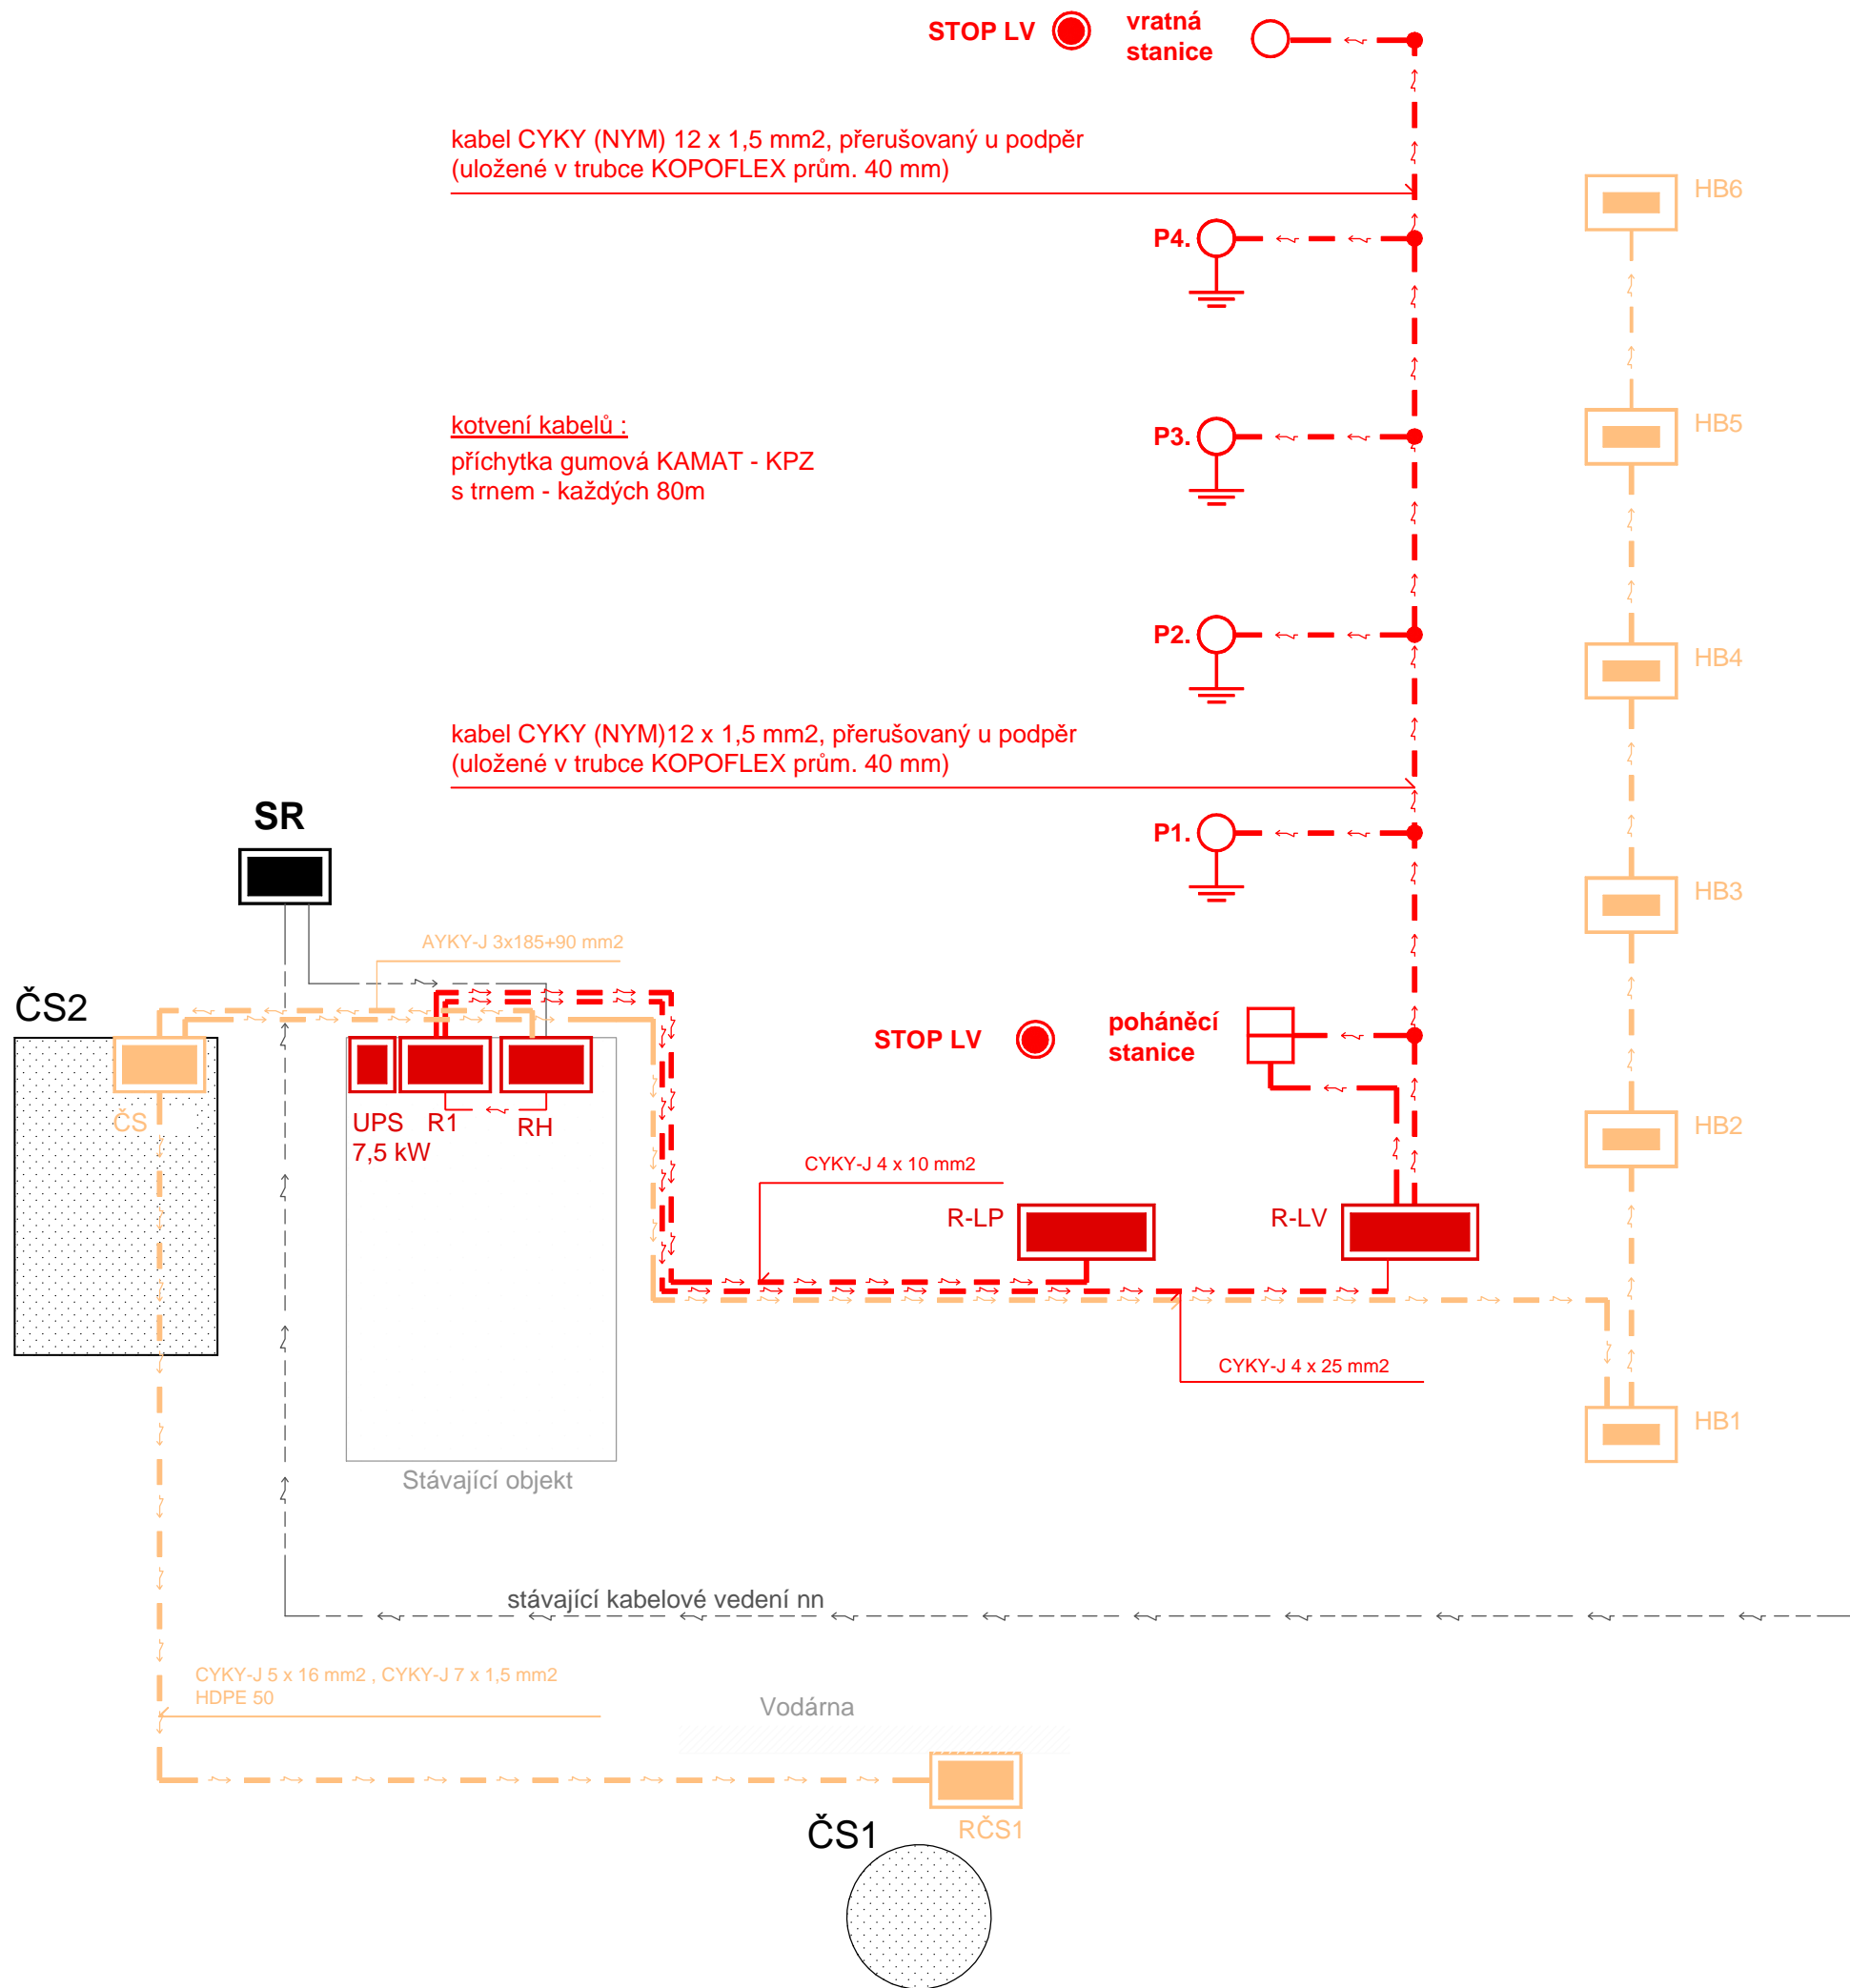 STOP LV
vratná
stanice
kabel CYKY (NYM) 12 x 1,5 mm2, přerušovaný u podpěr
(uložené v trubce KOPOFLEX prům. 40 mm)
HB6
P4.
kotvení kabelů :
příchytka gumová KAMAT - KPZ
s trnem - každých 80m
P3.
HB5
P2.
HB4
kabel CYKY (NYM)12 x 1,5 mm2, přerušovaný u podpěr
(uložené v trubce KOPOFLEX prům. 40 mm)
SR
P1.
HB3
AYKY-J 3x185+90 mm2
ČS2
STOP LV
poháněcí
stanice
ČS
UPS
7,5 kW
R1
RH
HB2
CYKY-J 4 x 10 mm2
R-LP
R-LV
CYKY-J 4 x 25 mm2
HB1
Stávající objekt
stávající kabelové vedení nn
CYKY-J 5 x 16 mm2 , CYKY-J 7 x 1,5 mm2
HDPE 50
Vodárna
RČS1
ČS1